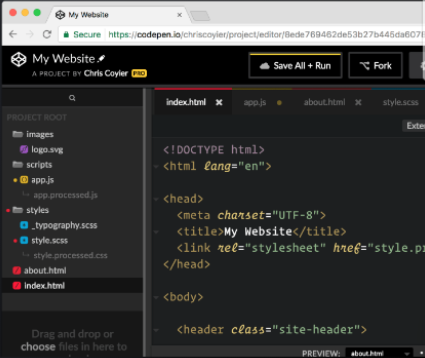 My Website
Secure https://codepen.io/chriscoyier/project/editor/8ede769462de53b27b445da6078
My Website
A PROJECT BY Chris Coyier PRO
Save All + Run
Fork
index.html
app.js
about.html
style.scss
PROJECT ROOT
images
logo.svg
scripts
app.js
app.processed.js
styles
_typography.scss
style.scss
style.processed.css
about.html
index.html
Drag and drop or
choose files in here to
Exter
<!DOCTYPE html>
<html lang="en">
<head>
<meta charset="UTF-8">
<title>My Website</title>
<link rel="stylesheet" href="style.pr
</head>
<body>
<header class="site-header">
PREVIEW: about.html